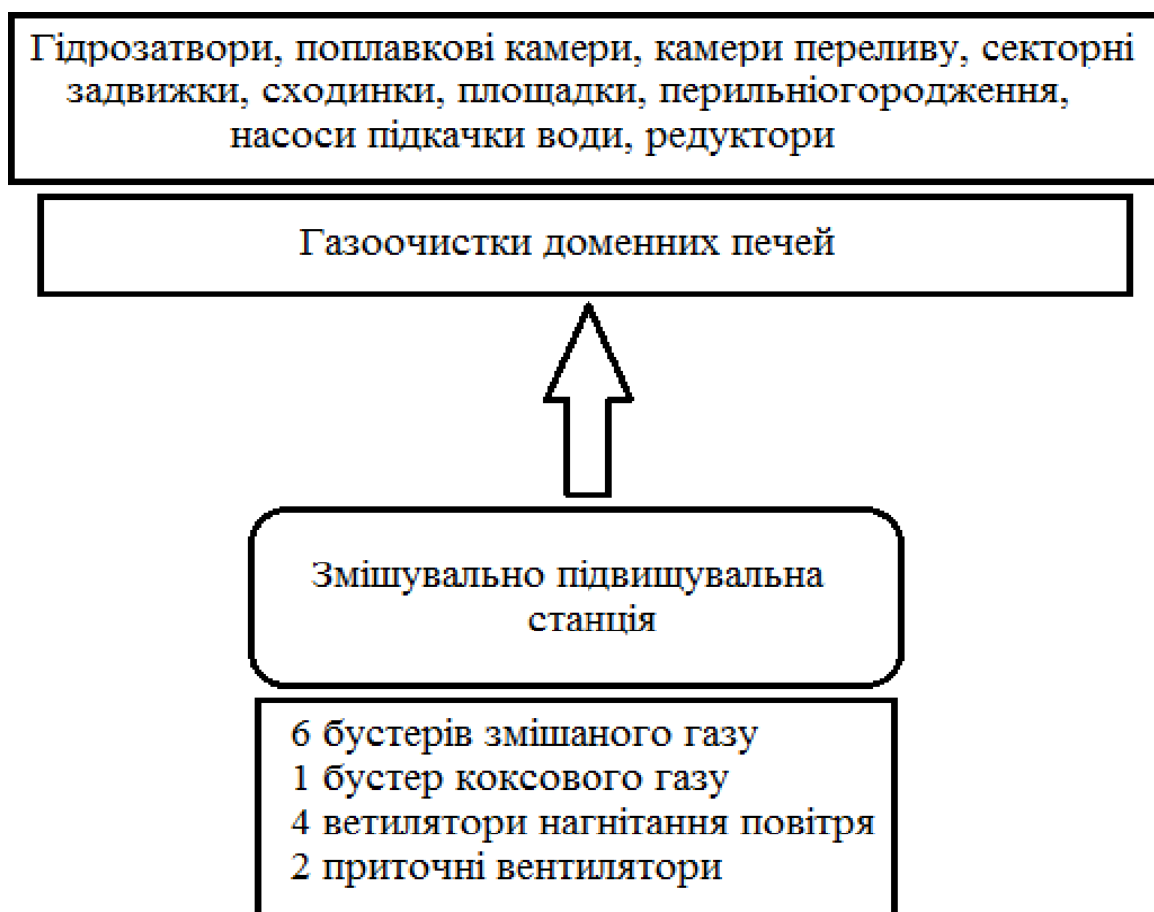 Гідрозатвори, поплавкові камери, камери переливу, секторні
задвижки, сходинки, площадки, перильніогородження,
насоси підкачки води, редуктори
Газоочистки доменних печей
Змішувально підвищувальна
станція
6 бустерів змішаного газу
1 бустер коксового газу
4 ветилятори нагнітання повітря
2 приточні вентилятори